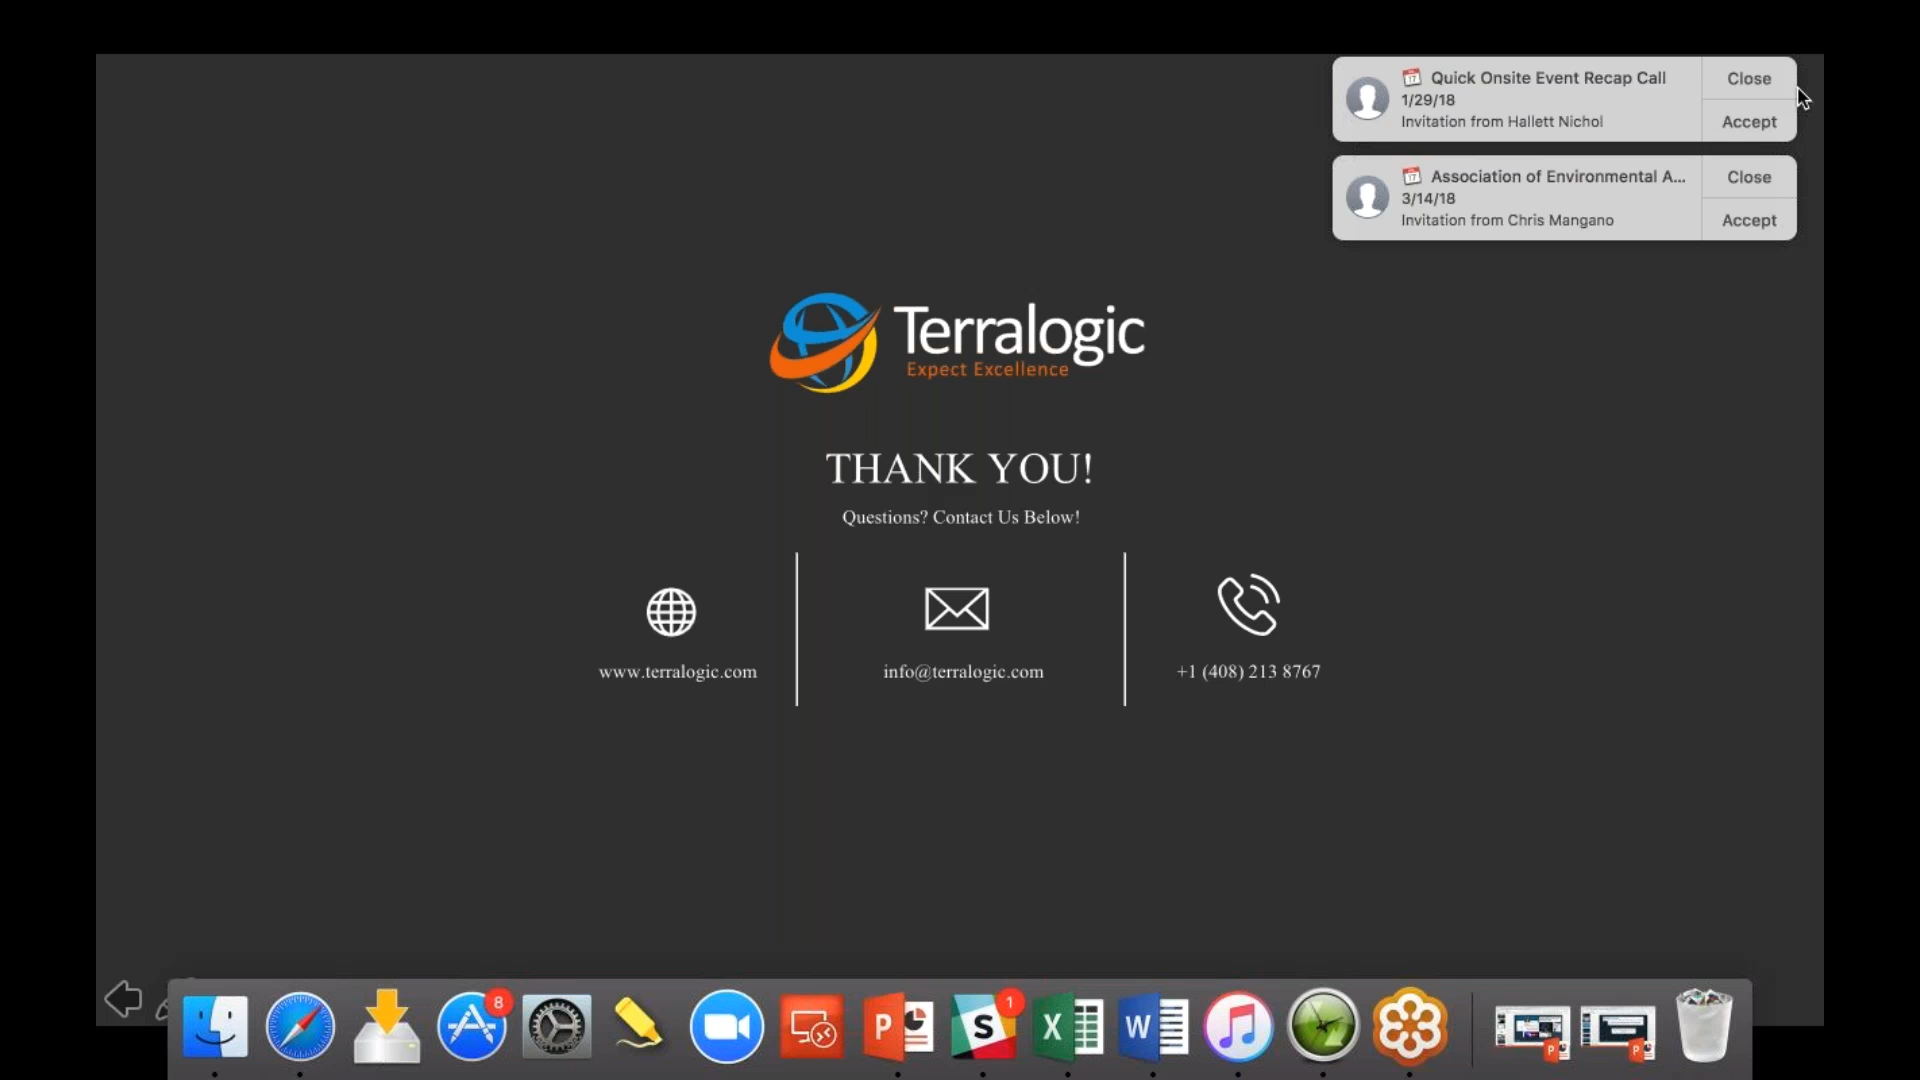 Quick Onsite Event Recap Call
Close
1/29/18
Invitation from Hallett Nichol
Accept
Association of Environmental A...
Close
3/14/18
Invitation from Chris Mangano
Accept
Terralogic
Expect Excellence
THANK YOU!
Questions? Contact Us Below!
www.terralogic.com
info@terralogic.com
+1 (408) 213 8767
8
1
P
S
X
W
P
P